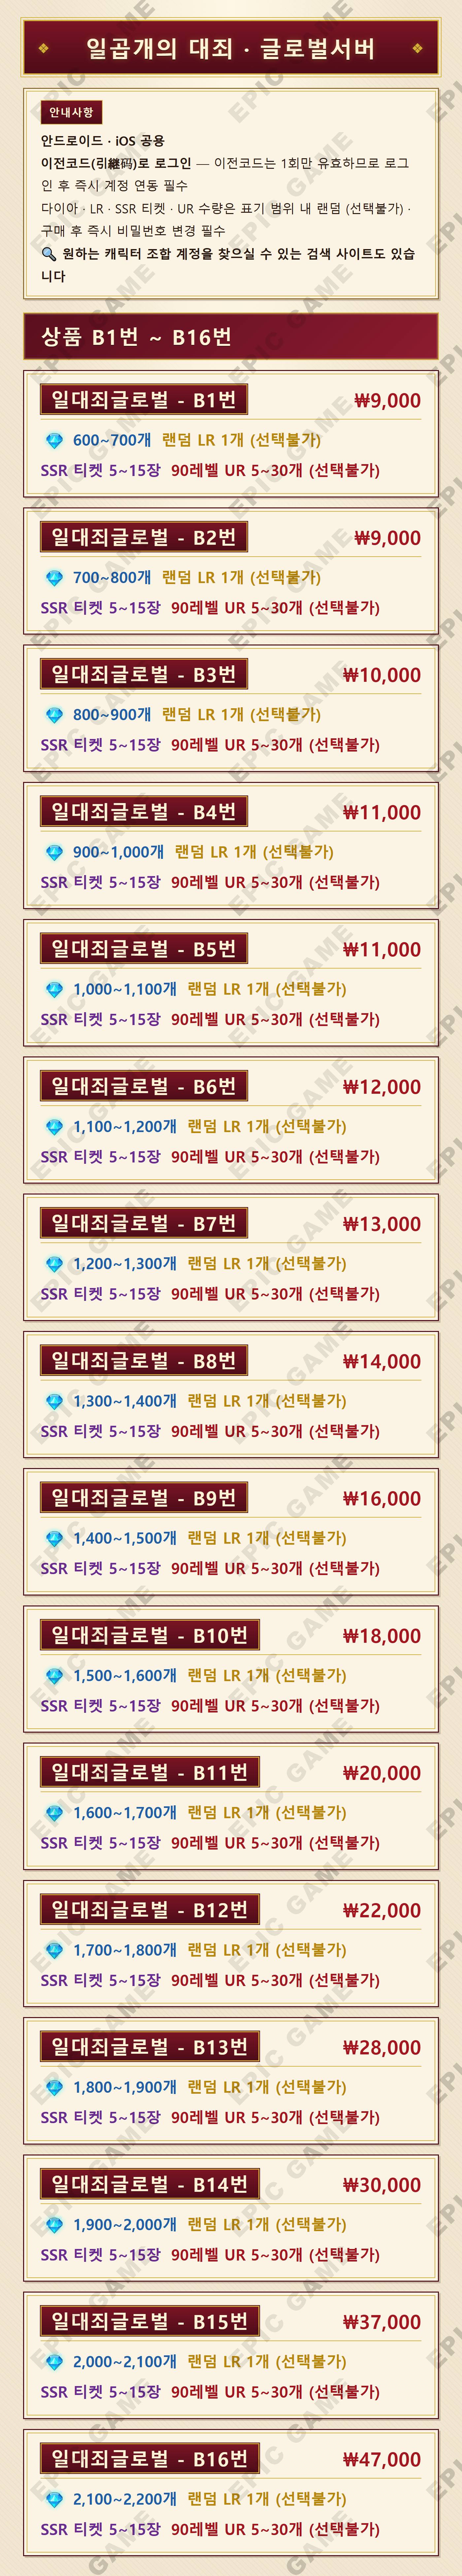 일곱개의 대죄 · 글로벌서버
안내사항
안드로이드 · iOS 공용
이전코드(引継码)로 로그인 — 이전코드는 1회만 유효하므로 로그
인 후 즉시 계정 연동 필수
다이아 · LR · SSR 티켓 · UR 수량은 표기 범위 내 랜덤 (선택불가) ·
구매 후 즉시 비밀번호 변경 필수
🔍 원하는 캐릭터 조합 계정을 찾으실 수 있는 검색 사이트도 있습
니다
상품 B1번 ~ B16번
일대죄글로벌 - B1번 ₩9,000
600~700개 랜덤 LR 1개 (선택불가)
SSR 티켓 5~15장 90레벨 UR 5~30개 (선택불가)
일대죄글로벌 - B2번 ₩9,000
700~800개 랜덤 LR 1개 (선택불가)
SSR 티켓 5~15장 90레벨 UR 5~30개 (선택불가)
일대죄글로벌 - B3번 ₩10,000
800~900개 랜덤 LR 1개 (선택불가)
SSR 티켓 5~15장 90레벨 UR 5~30개 (선택불가)
일대죄글로벌 - B4번 ₩11,000
900~1,000개 랜덤 LR 1개 (선택불가)
SSR 티켓 5~15장 90레벨 UR 5~30개 (선택불가)
일대죄글로벌 - B5번 ₩11,000
1,000~1,100개 랜덤 LR 1개 (선택불가)
SSR 티켓 5~15장 90레벨 UR 5~30개 (선택불가)
일대죄글로벌 - B6번 ₩12,000
1,100~1,200개 랜덤 LR 1개 (선택불가)
SSR 티켓 5~15장 90레벨 UR 5~30개 (선택불가)
일대죄글로벌 - B7번 ₩13,000
1,200~1,300개 랜덤 LR 1개 (선택불가)
SSR 티켓 5~15장 90레벨 UR 5~30개 (선택불가)
일대죄글로벌 - B8번 ₩14,000
1,300~1,400개 랜덤 LR 1개 (선택불가)
SSR 티켓 5~15장 90레벨 UR 5~30개 (선택불가)
일대죄글로벌 - B9번 ₩16,000
1,400~1,500개 랜덤 LR 1개 (선택불가)
SSR 티켓 5~15장 90레벨 UR 5~30개 (선택불가)
일대죄글로벌 - B10번 ₩18,000
1,500~1,600개 랜덤 LR 1개 (선택불가)
SSR 티켓 5~15장 90레벨 UR 5~30개 (선택불가)
일대죄글로벌 - B11번 ₩20,000
1,600~1,700개 랜덤 LR 1개 (선택불가)
SSR 티켓 5~15장 90레벨 UR 5~30개 (선택불가)
일대죄글로벌 - B12번 ₩22,000
1,700~1,800개 랜덤 LR 1개 (선택불가)
SSR 티켓 5~15장 90레벨 UR 5~30개 (선택불가)
일대죄글로벌 - B13번 ₩28,000
1,800~1,900개 랜덤 LR 1개 (선택불가)
SSR 티켓 5~15장 90레벨 UR 5~30개 (선택불가)
일대죄글로벌 - B14번 ₩30,000
1,900~2,000개 랜덤 LR 1개 (선택불가)
SSR 티켓 5~15장 90레벨 UR 5~30개 (선택불가)
일대죄글로벌 - B15번 ₩37,000
2,000~2,100개 랜덤 LR 1개 (선택불가)
SSR 티켓 5~15장 90레벨 UR 5~30개 (선택불가)
일대죄글로벌 - B16번 ₩47,000
2,100~2,200개 랜덤 LR 1개 (선택불가)
SSR 티켓 5~15장 90레벨 UR 5~30개 (선택불가)
EPIC GAME